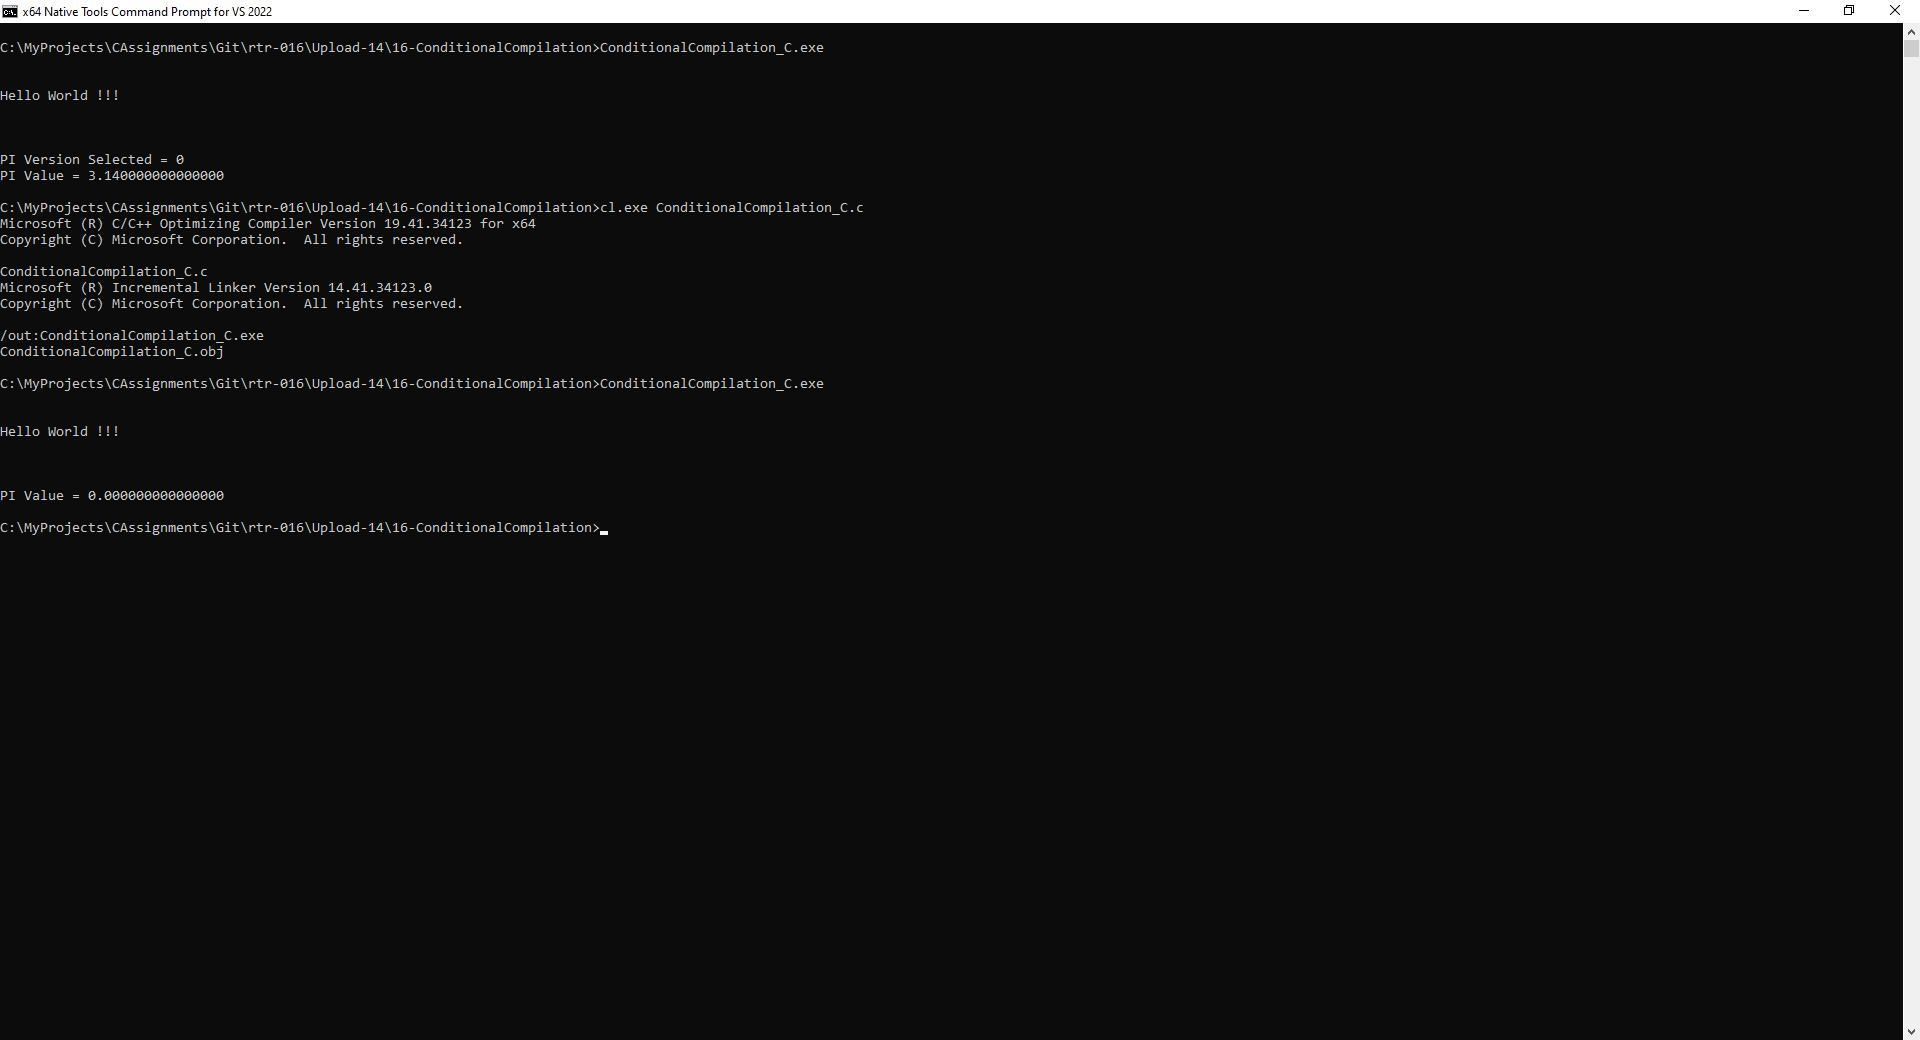 x64 Native Tools Command Prompt for VS 2022
C:\MyProjects\CAssignments\Git\rtr-016\Upload-14\16-ConditionalCompilation>ConditionalCompilation_C.exe
Hello World !!!
PI Version Selected = 0
PI Value = 3.140000000000000
C:\MyProjects\CAssignments\Git\rtr-016\Upload-14\16-ConditionalCompilation>cl.exe ConditionalCompilation_C.c
Microsoft (R) C/C++ Optimizing Compiler Version 19.41.34123 for x64
Copyright (C) Microsoft Corporation.  All rights reserved.
ConditionalCompilation_C.c
Microsoft (R) Incremental Linker Version 14.41.34123.0
Copyright (C) Microsoft Corporation.  All rights reserved.
/out:ConditionalCompilation_C.exe
ConditionalCompilation_C.obj
C:\MyProjects\CAssignments\Git\rtr-016\Upload-14\16-ConditionalCompilation>ConditionalCompilation_C.exe
Hello World !!!
PI Value = 0.000000000000000
C:\MyProjects\CAssignments\Git\rtr-016\Upload-14\16-ConditionalCompilation>